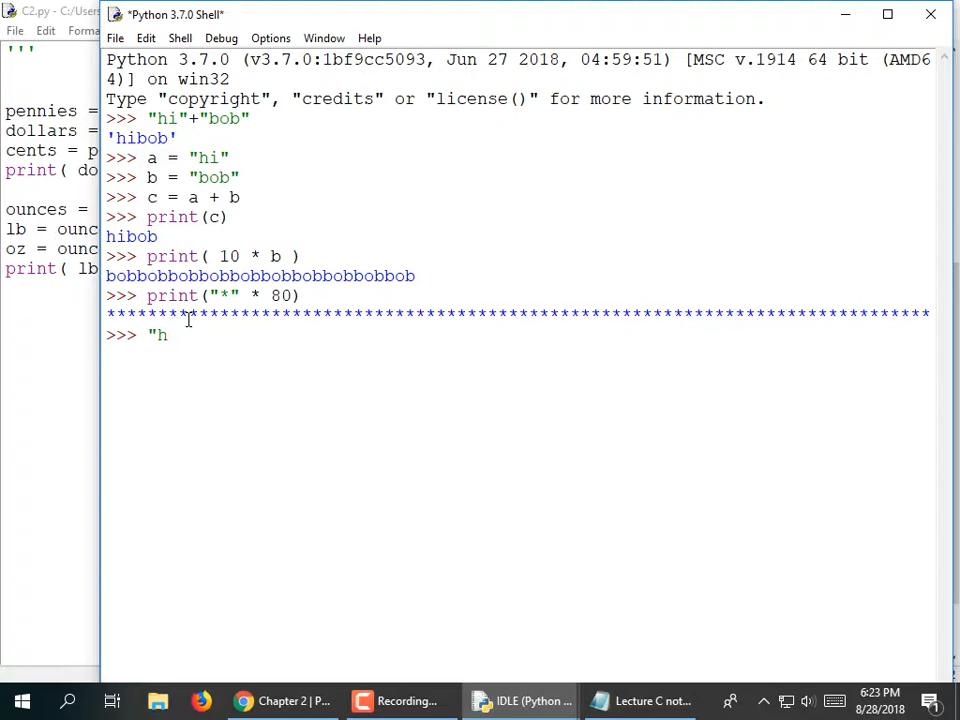 C2.py - C:/Users
File Edit Forma
'''
pennies =
dollars =
cents = p
print( do
ounces =
lb = ounc
oz = ounc
print( lb
*Python 3.7.0 Shell*
File Edit Shell Debug Options Window Help
Python 3.7.0 (v3.7.0:1bf9cc5093, Jun 27 2018, 04:59:51) [MSC v.1914 64 bit (AMD6
4)] on win32
Type "copyright", "credits" or "license()" for more information.
>>> "hi"+"bob"
'hibob'
>>> a = "hi"
>>> b = "bob"
>>> c = a + b
>>> print(c)
hibob
>>> print( 10 * b )
bobbobbobbobbobbobbobbobbobbob
>>> print("*" * 80)
********************************************************************************
>>> "h
Chapter 2 | P... Recording... IDLE (Python ... Lecture C not...
6:23 PM
8/28/2018
1